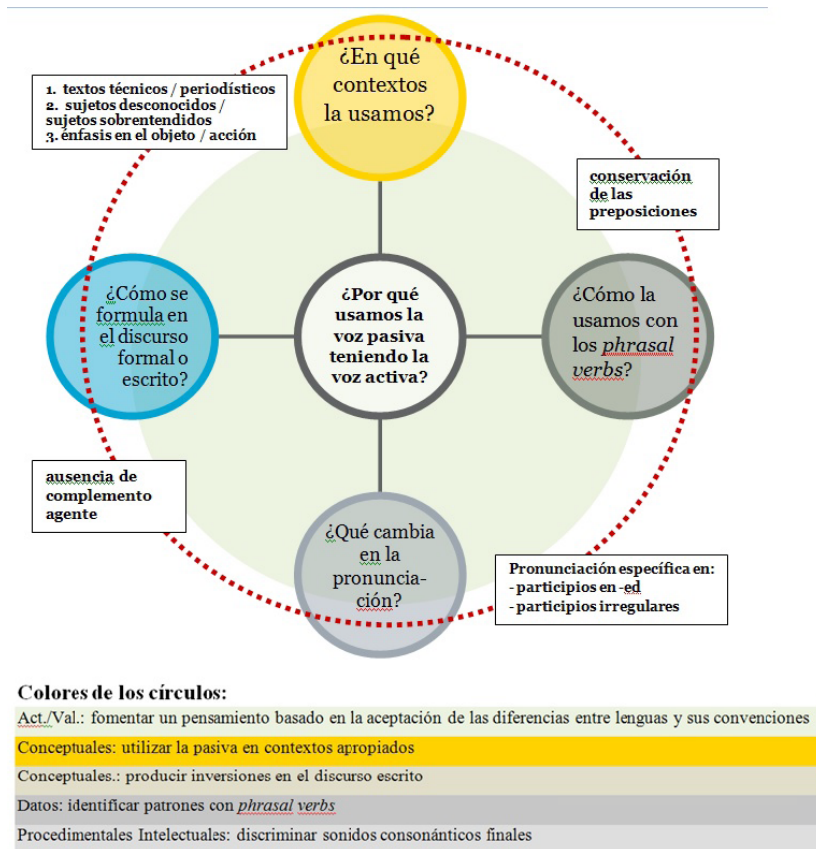 ¿En qué
contextos
la usamos?
1. textos técnicos / periodísticos
2. sujetos desconocidos /
sujetos sobrentendidos
3. énfasis en el objeto / acción
conservación
de las
preposiciones
¿Cómo se
formula en
el discurso
formal o
escrito?
¿Por qué
usamos la
voz pasiva
teniendo la
voz activa?
¿Cómo la
usamos con
los phrasal
verbs?
ausencia de
complemento
agente
¿Qué cambia
en la
pronuncia-
ción?
Pronunciación específica en:
- participios en -ed
- participios irregulares
Colores de los círculos:
Act./Val.: fomentar un pensamiento basado en la aceptación de las diferencias entre lenguas y sus convenciones
Conceptuales: utilizar la pasiva en contextos apropiados
Conceptuales.: producir inversiones en el discurso escrito
Datos: identificar patrones con phrasal verbs
Procedimentales Intelectuales: discriminar sonidos consonánticos finales